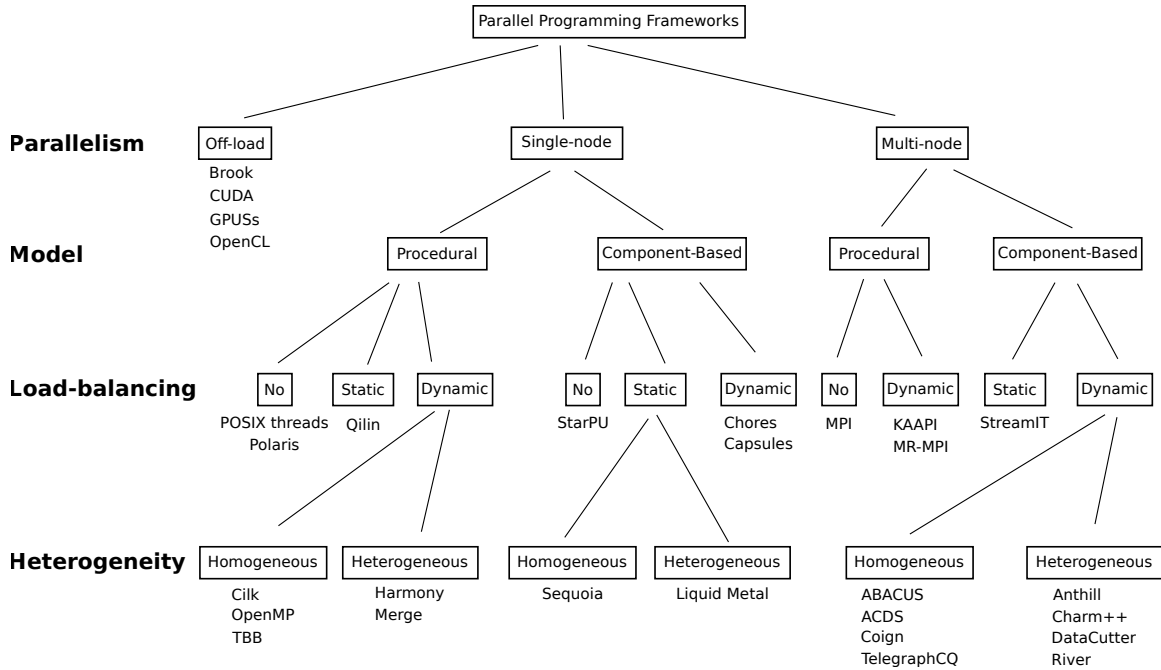 Parallel Programming Frameworks
Parallelism
Off-load
Single-node
Multi-node
Brook
CUDA
GPUSs
OpenCL
Model
Procedural
Component-Based
Procedural
Component-Based
Load-balancing
No
Static
Dynamic
No
Static
Dynamic
No
Dynamic
Static
Dynamic
POSIX threads
Polaris
Qilin
StarPU
Chores
Capsules
MPI
KAAPI
MR-MPI
StreamIT
Heterogeneity
Homogeneous
Heterogeneous
Homogeneous
Heterogeneous
Homogeneous
Heterogeneous
Cilk
OpenMP
TBB
Harmony
Merge
Sequoia
Liquid Metal
ABACUS
ACDS
Coign
TelegraphCQ
Anthill
Charm++
DataCutter
River